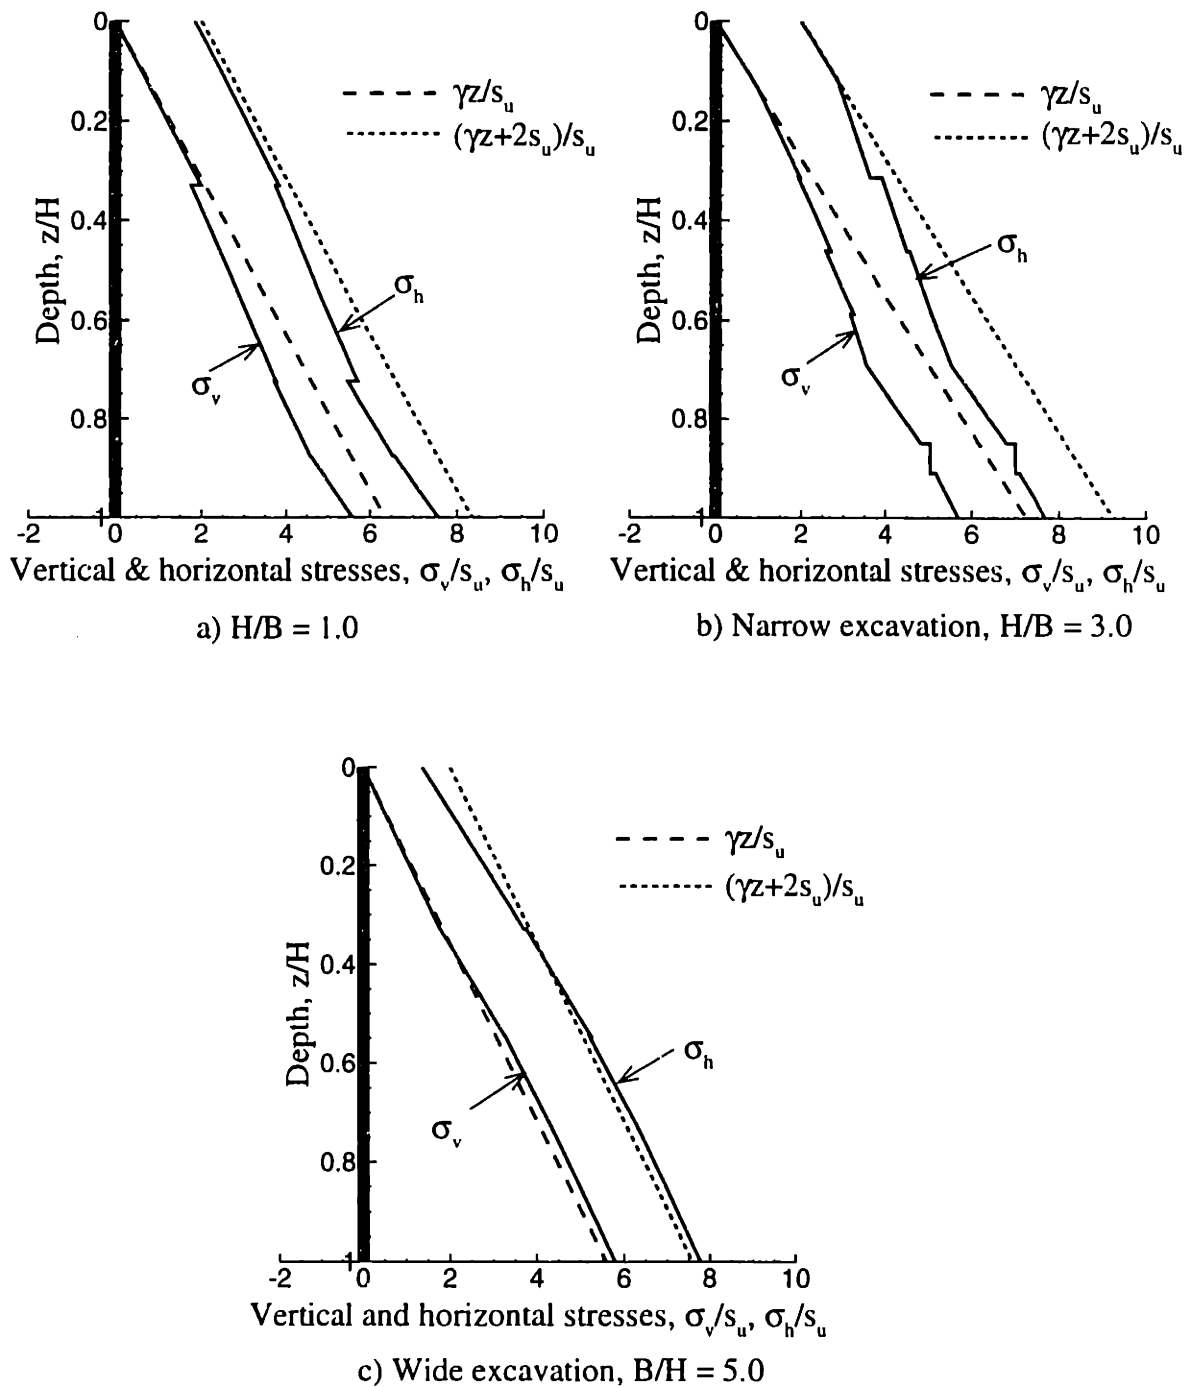 0
0.2
0.4
0.6
0.8
1
Depth, z/H
γz/s_u
(γz+2s_u)/s_u
σ_h
σ_v
-2 0 2 4 6 8 10
Vertical & horizontal stresses, σ_v/s_u, σ_h/s_u
a) H/B = 1.0
0
0.2
0.4
0.6
0.8
1
Depth, z/H
γz/s_u
(γz+2s_u)/s_u
σ_h
σ_v
-2 0 2 4 6 8 10
Vertical & horizontal stresses, σ_v/s_u, σ_h/s_u
b) Narrow excavation, H/B = 3.0
0
0.2
0.4
0.6
0.8
1
Depth, z/H
γz/s_u
(γz+2s_u)/s_u
σ_h
σ_v
-2 0 2 4 6 8 10
Vertical and horizontal stresses, σ_v/s_u, σ_h/s_u
c) Wide excavation, B/H = 5.0